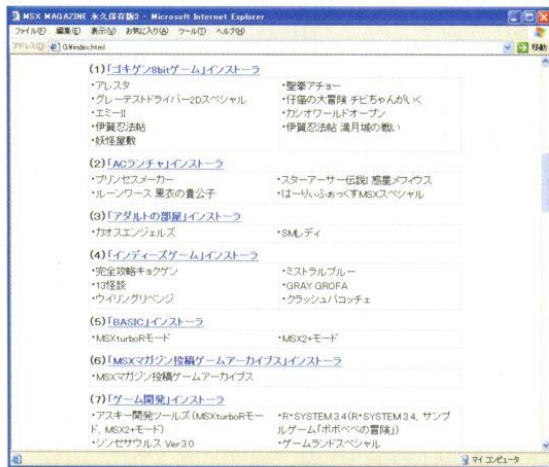 MSX MAGAZINE 永久保存版3 - Microsoft Internet Explorer
ファイル(F) 編集(E) 表示(V) お気に入り(A) ツール(T) ヘルプ(H)
アドレス(D) G:¥index.html 移動
(1)「ゴキゲン8bitゲーム」インストーラ
・アレスタ ・聖拳アチョー
・グレーテストドライバー2Dスペシャル ・仔猫の大冒険 チビちゃんがいく
・エミーII ・カシオワールドオープン
・伊賀忍法帖 ・伊賀忍法帖 満月城の戦い
・妖怪屋敷
(2)「ACランチャ」インストーラ
・プリンセスメーカー ・スターアーサー伝説I 惑星メフィウス
・ルーンワース 黒衣の貴公子 ・はーりぃふぉっくすMSXスペシャル
(3)「アダルトの部屋」インストーラ
・カオスエンジェルズ ・SMレディ
(4)「インディーズゲーム」インストーラ
・完全攻略キョクゲン ・ミストラルブルー
・13怪談 ・GRAY GROFA
・ウイリングリベンジ ・クラッシュバコッチェ
(5)「BASIC」インストーラ
・MSXturboRモード ・MSX2+モード
(6)「MSXマガジン投稿ゲームアーカイブス」インストーラ
・MSXマガジン投稿ゲームアーカイブス
(7)「ゲーム開発」インストーラ
・アスキー開発ツールズ(MSXturboRモー ・R*SYSTEM3.4(R*SYSTEM3.4, サンプ
ド、MSX2+モード) ルゲーム「ポポペペの冒険」)
・シンセサウルス Ver3.0 ・ゲームランドスペシャル
マイ コンピュータ